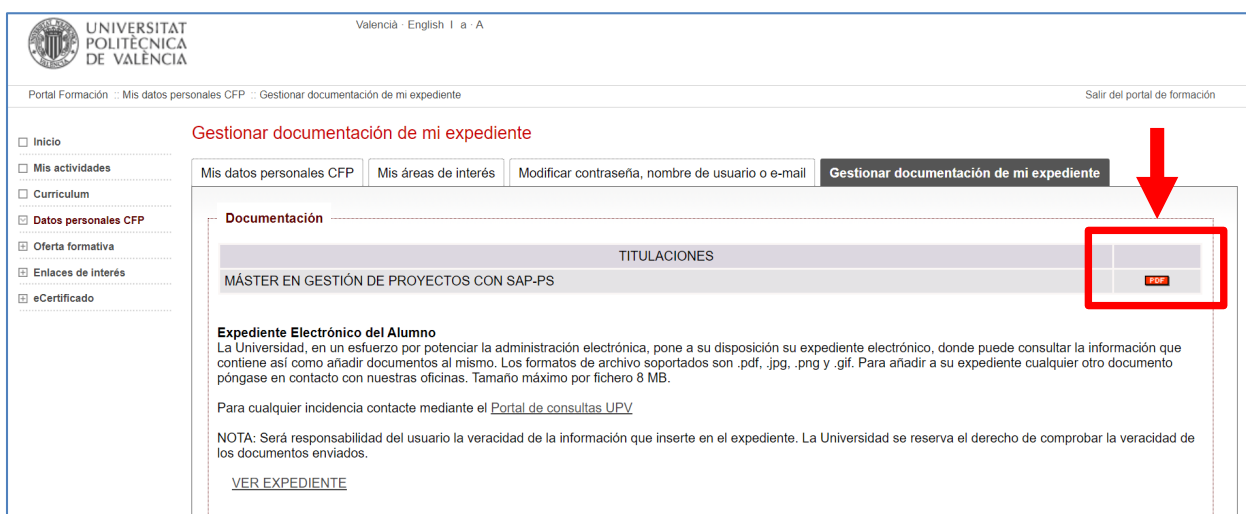 UNIVERSITAT
POLITÈCNICA
DE VALÈNCIA
Valencià · English I a · A
Portal Formación :: Mis datos personales CFP :: Gestionar documentación de mi expediente
Salir del portal de formación
Inicio
Mis actividades
Curriculum
Datos personales CFP
Oferta formativa
Enlaces de interés
eCertificado
Gestionar documentación de mi expediente
Mis datos personales CFP
Mis áreas de interés
Modificar contraseña, nombre de usuario o e-mail
Gestionar documentación de mi expediente
Documentación
TITULACIONES
MÁSTER EN GESTIÓN DE PROYECTOS CON SAP-PS
PDF
Expediente Electrónico del Alumno
La Universidad, en un esfuerzo por potenciar la administración electrónica, pone a su disposición su expediente electrónico, donde puede consultar la información que
contiene así como añadir documentos al mismo. Los formatos de archivo soportados son .pdf, .jpg, .png y .gif. Para añadir a su expediente cualquier otro documento
póngase en contacto con nuestras oficinas. Tamaño máximo por fichero 8 MB.
Para cualquier incidencia contacte mediante el Portal de consultas UPV
NOTA: Será responsabilidad del usuario la veracidad de la información que inserte en el expediente. La Universidad se reserva el derecho de comprobar la veracidad de
los documentos enviados.
VER EXPEDIENTE